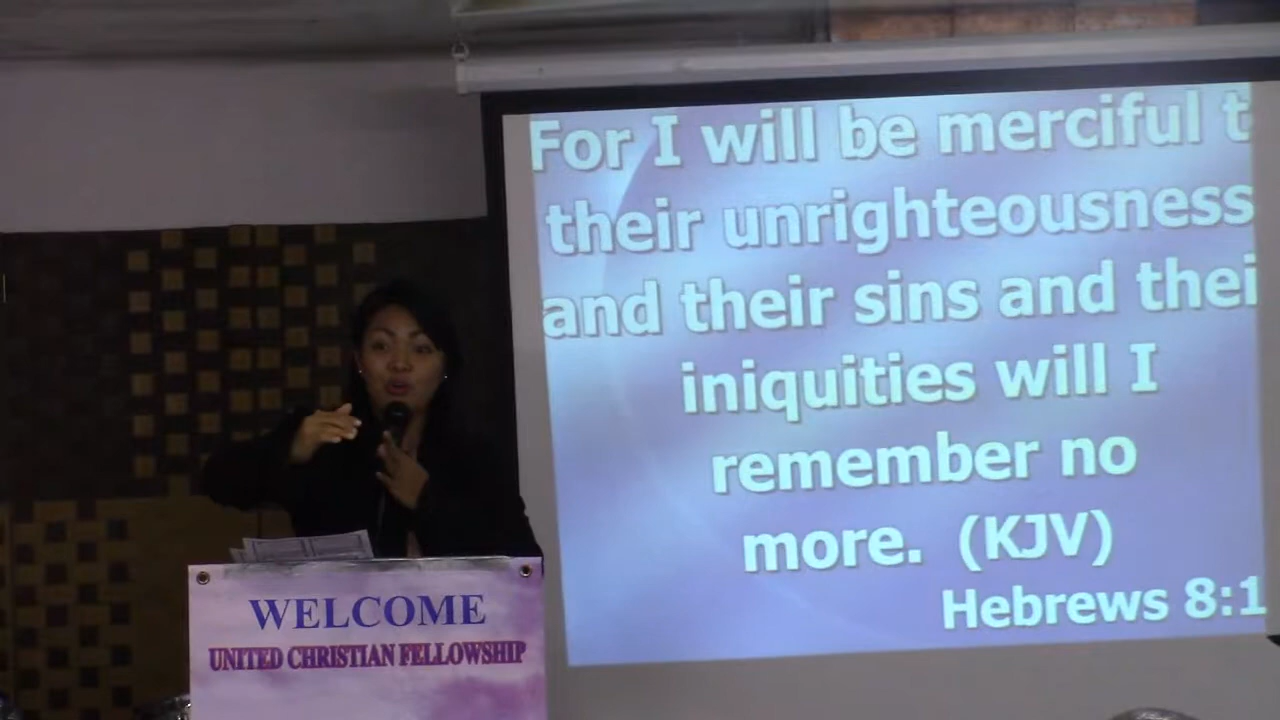 For I will be merciful t
their unrighteousness
and their sins and thei
iniquities will I
remember no
more. (KJV)
Hebrews 8:1
WELCOME
UNITED CHRISTIAN FELLOWSHIP